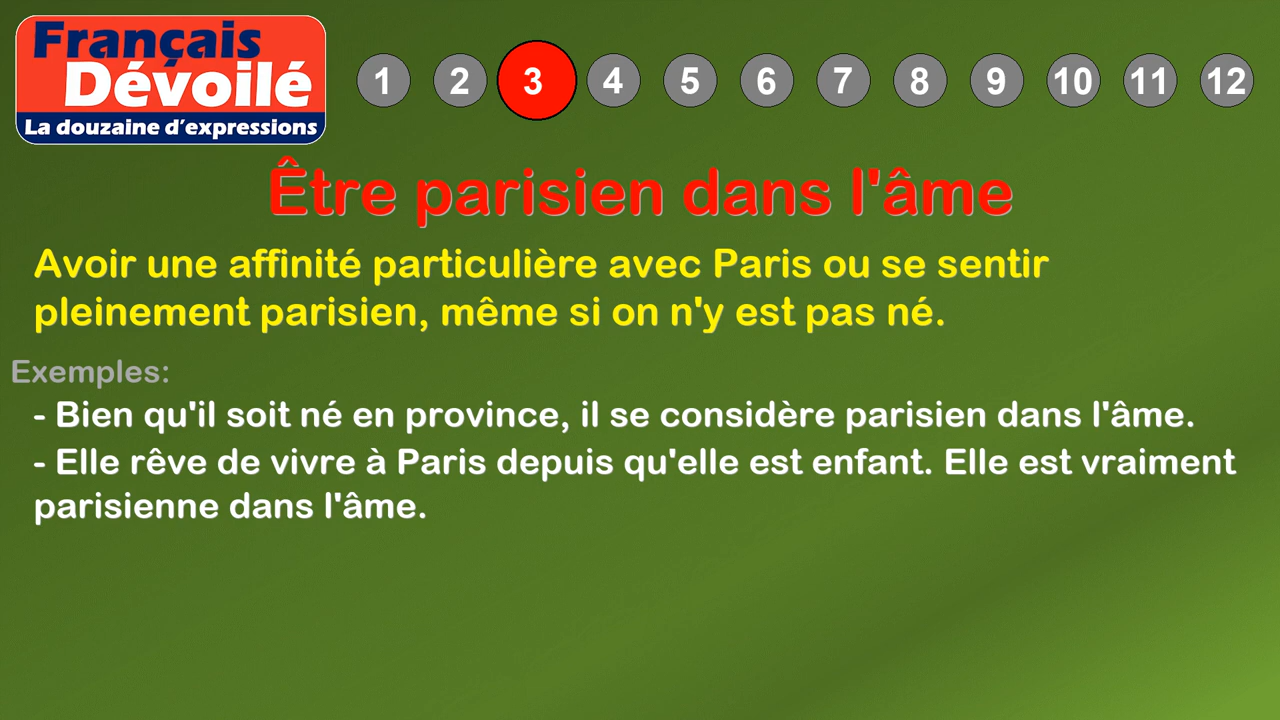 Français
Dévoilé
La douzaine d'expressions
1 2 3 4 5 6 7 8 9 10 11 12
Être parisien dans l'âme
Avoir une affinité particulière avec Paris ou se sentir
pleinement parisien, même si on n'y est pas né.
Exemples:
- Bien qu'il soit né en province, il se considère parisien dans l'âme.
- Elle rêve de vivre à Paris depuis qu'elle est enfant. Elle est vraiment
parisienne dans l'âme.